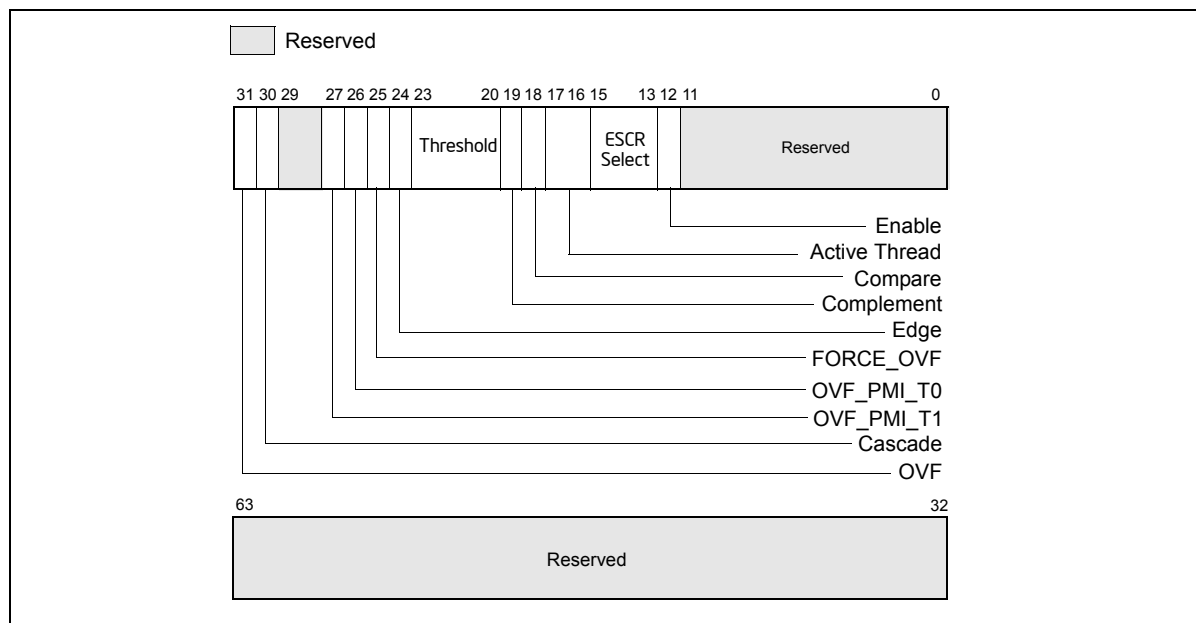 Reserved
31 30 29 27 26 25 24 23 20 19 18 17 16 15 13 12 11 0
Threshold
ESCR
Select
Reserved
Enable
Active Thread
Compare
Complement
Edge
FORCE_OVF
OVF_PMI_T0
OVF_PMI_T1
Cascade
OVF
63 32
Reserved